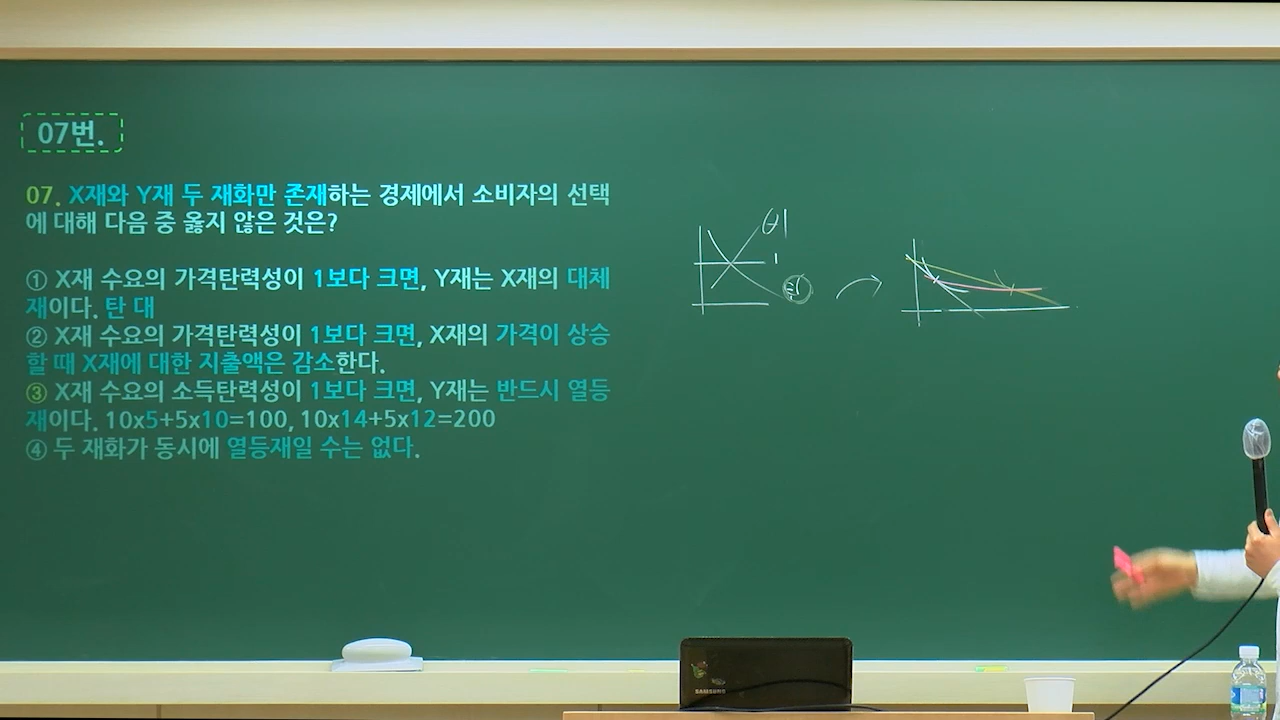 07번.
07. X재와 Y재 두 재화만 존재하는 경제에서 소비자의 선택
에 대해 다음 중 옳지 않은 것은?
① X재 수요의 가격탄력성이 1보다 크면, Y재는 X재의 대체
재이다. 탄 대
② X재 수요의 가격탄력성이 1보다 크면, X재의 가격이 상승
할 때 X재에 대한 지출액은 감소한다.
③ X재 수요의 소득탄력성이 1보다 크면, Y재는 반드시 열등
재이다. 10x5+5x10=100, 10x14+5x12=200
④ 두 재화가 동시에 열등재일 수는 없다.
1
SAMSUNG